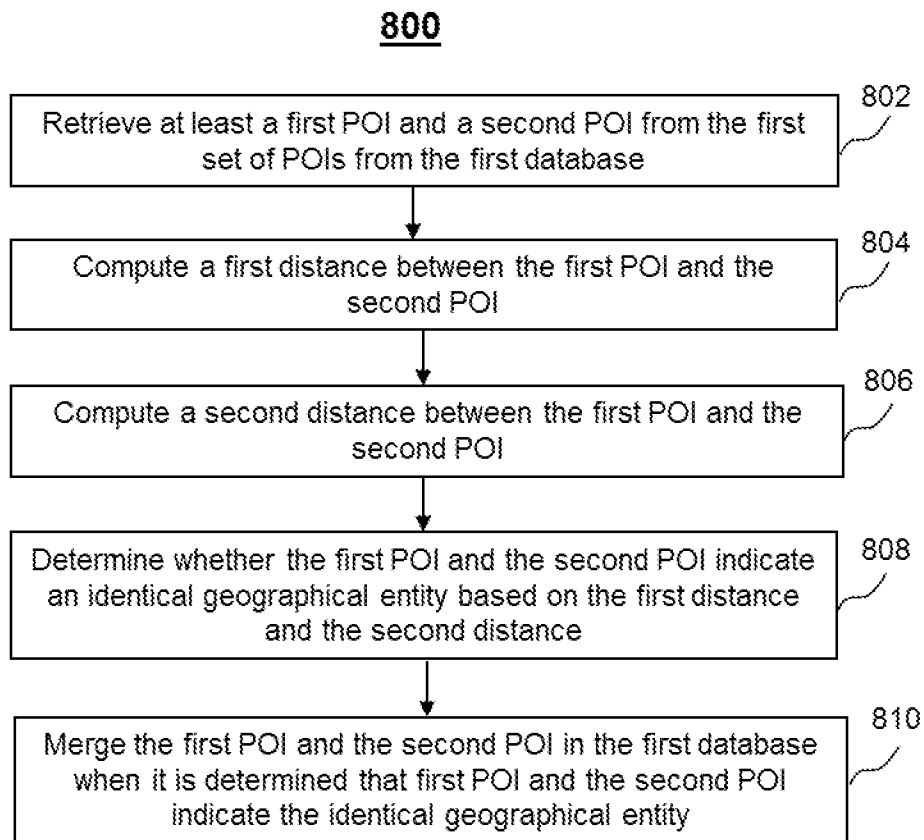 800
802
Retrieve at least a first POI and a second POI from the first
set of POIs from the first database
804
Compute a first distance between the first POI and the
second POI
806
Compute a second distance between the first POI and the
second POI
808
Determine whether the first POI and the second POI indicate
an identical geographical entity based on the first distance
and the second distance
810
Merge the first POI and the second POI in the first database
when it is determined that first POI and the second POI
indicate the identical geographical entity